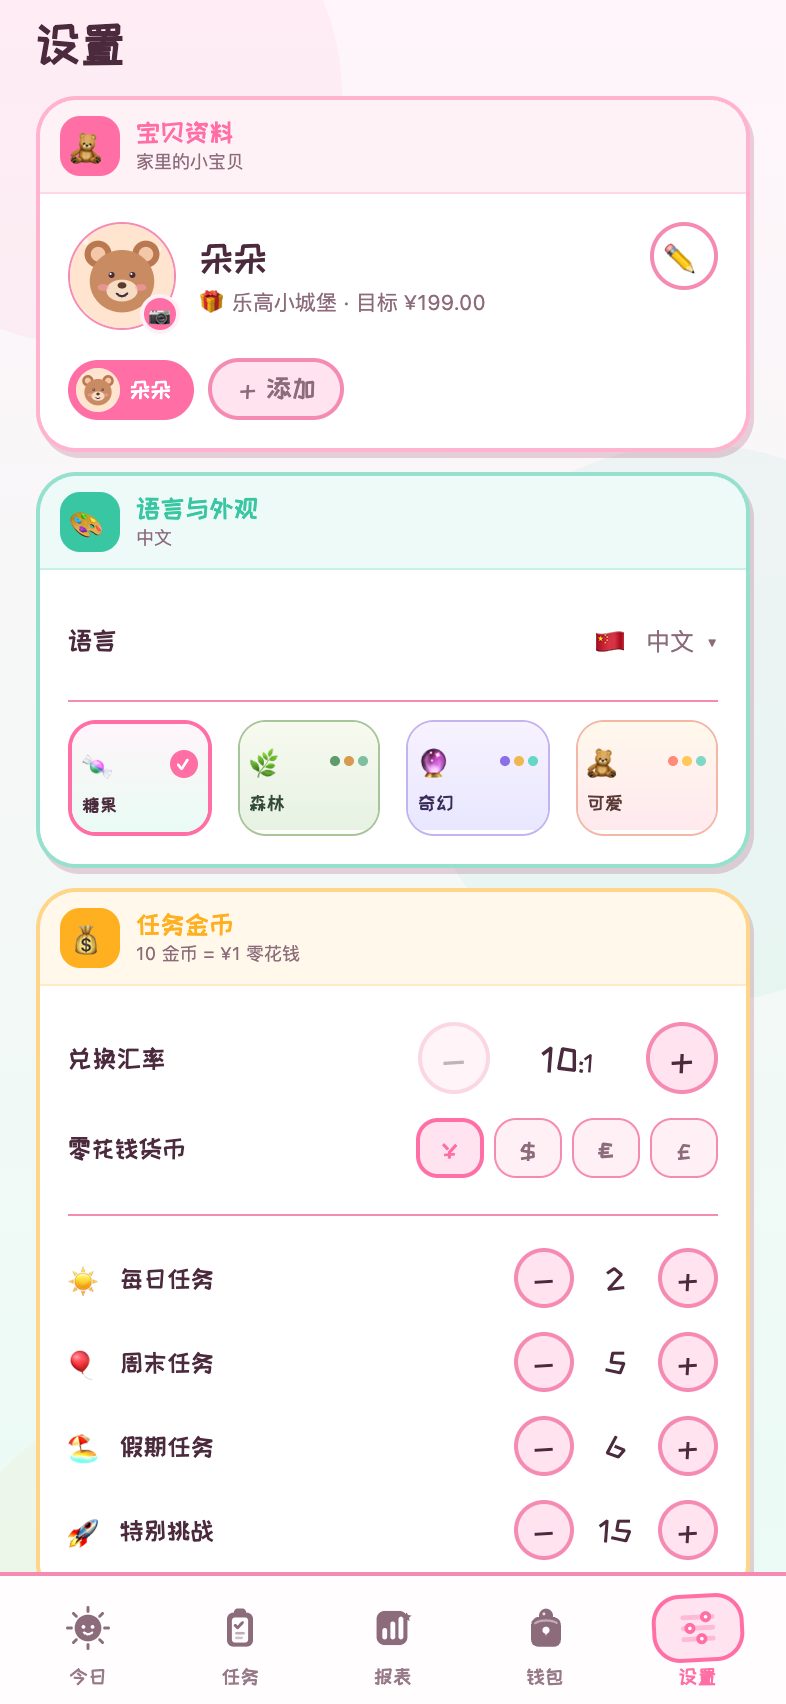 设置
宝贝资料
家里的小宝贝
朵朵
乐高小城堡 · 目标 ¥199.00
朵朵
+ 添加
语言与外观
中文
语言
中文 ▾
糖果
森林
奇幻
可爱
任务金币
10 金币 = ¥1 零花钱
兑换汇率
− 10:1 +
零花钱货币
¥ $ € £
每日任务
− 2 +
周末任务
− 5 +
假期任务
− 6 +
特别挑战
− 15 +
今日
任务
报表
钱包
设置